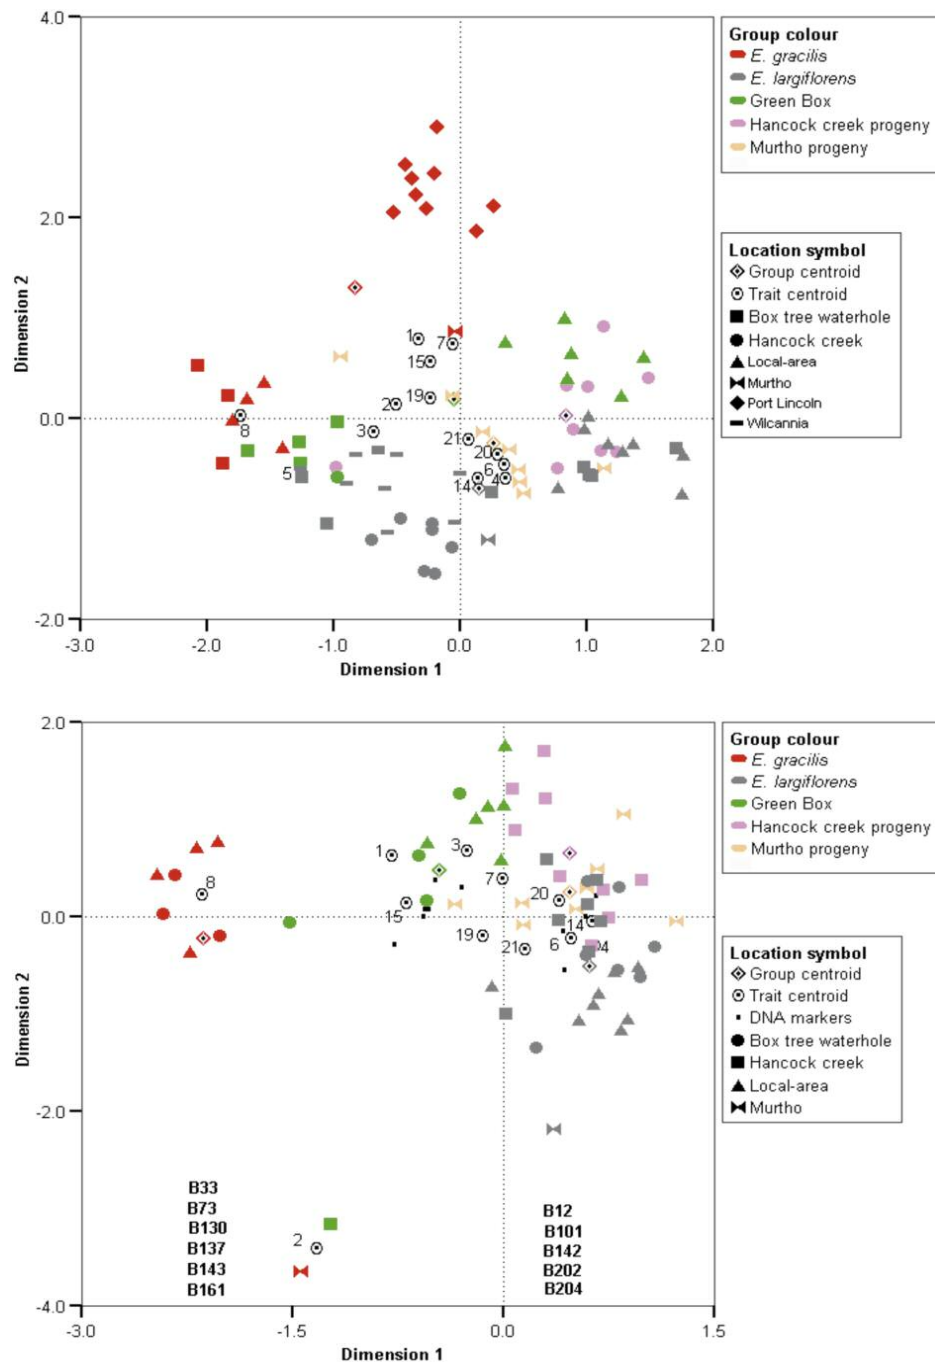 4.0
2.0
0.0
-2.0
Dimension 2
-3.0 -2.0 -1.0 0.0 1.0 2.0
Dimension 1
1
7
15
2
19
8
3
21
20
6
5
14
4
Group colour
E. gracilis
E. largiflorens
Green Box
Hancock creek progeny
Murtho progeny
Location symbol
Group centroid
Trait centroid
Box tree waterhole
Hancock creek
Local-area
Murtho
Port Lincoln
Wilcannia
2.0
0.0
-2.0
-4.0
Dimension 2
-3.0 -1.5 0.0 1.5
Dimension 1
1
3
7
8
20
15
14
19
21
6
4
2
B33
B73
B130
B137
B143
B161
B12
B101
B142
B202
B204
Group colour
E. gracilis
E. largiflorens
Green Box
Hancock creek progeny
Murtho progeny
Location symbol
Group centroid
Trait centroid
DNA markers
Box tree waterhole
Hancock creek
Local-area
Murtho